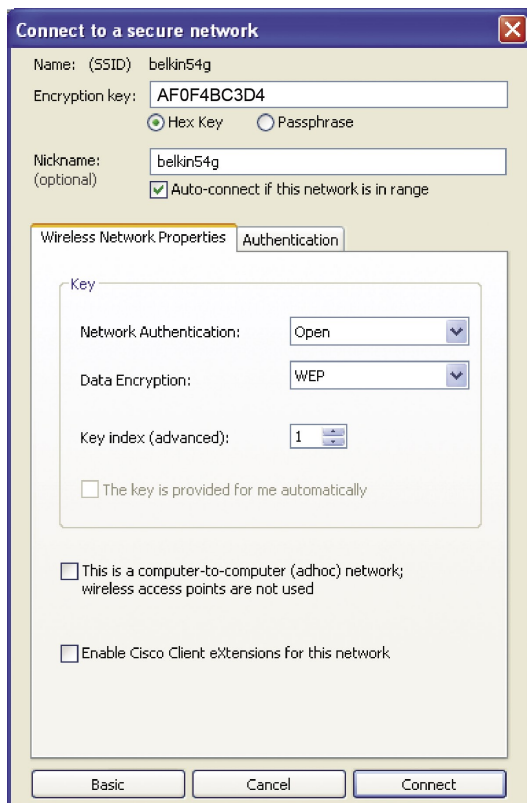 Connect to a secure network
Name: (SSID) belkin54g
Encryption key: AF0F4BC3D4
Hex Key Passphrase
Nickname: belkin54g
(optional)
Auto-connect if this network is in range
Wireless Network Properties Authentication
Key
Network Authentication: Open
Data Encryption: WEP
Key index (advanced): 1
The key is provided for me automatically
This is a computer-to-computer (adhoc) network;
wireless access points are not used
Enable Cisco Client eXtensions for this network
Basic Cancel Connect